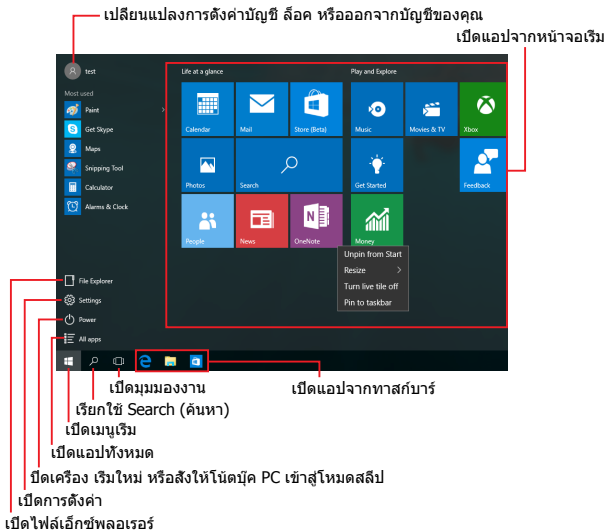 เปลี่ยนแปลงการตั้งค่าบัญชี ล็อค หรือออกจากบัญชีของคุณ
เปิดแอปจากหน้าจอเริ่ม
test
Life at a glance
Play and Explore
Most used
Paint
Get Skype
Maps
Snipping Tool
Calculator
Alarms & Clock
Calendar
Mail
Store (Beta)
Music
Movies & TV
Xbox
Photos
Search
Get Started
Feedback
People
News
OneNote
Money
Unpin from Start
Resize
Turn live tile off
Pin to taskbar
File Explorer
Settings
Power
All apps
เปิดมุมมองงาน
เปิดแอปจากทาสก์บาร์
เรียกใช้ Search (ค้นหา)
เปิดเมนูเริ่ม
เปิดแอปทั้งหมด
ปิดเครื่อง เริ่มใหม่ หรือสั่งให้โน้ตบุ๊ค PC เข้าสู่โหมดสลีป
เปิดการตั้งค่า
เปิดไฟล์เอ็กซ์พลอเรอร์